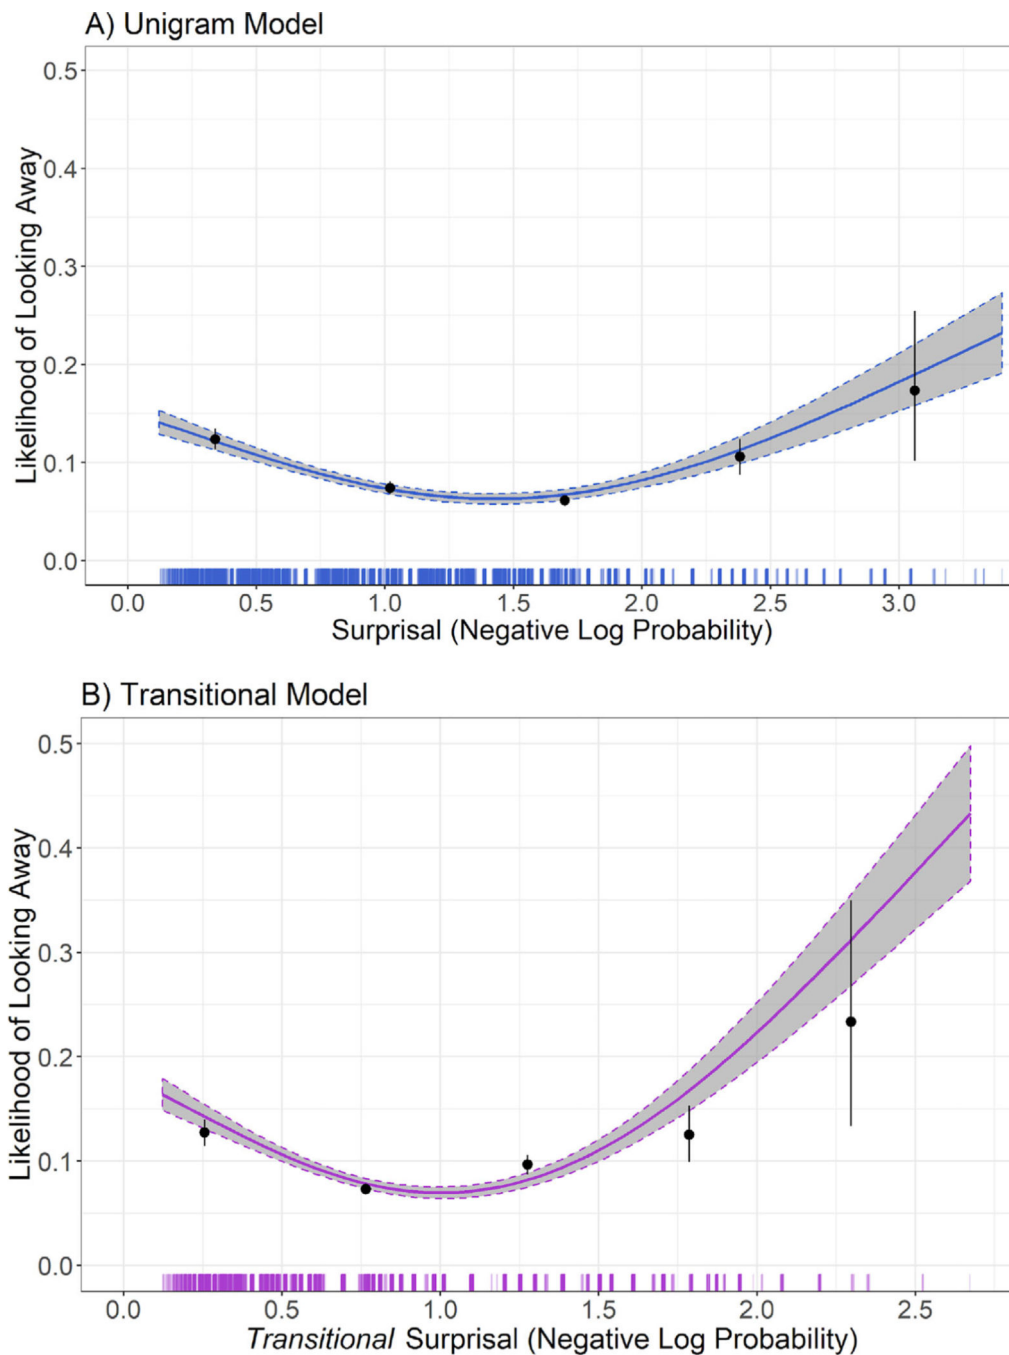 A) Unigram Model
0.5
0.4
0.3
0.2
0.1
0.0
Likelihood of Looking Away
0.0 0.5 1.0 1.5 2.0 2.5 3.0
Surprisal (Negative Log Probability)
B) Transitional Model
0.5
0.4
0.3
0.2
0.1
0.0
Likelihood of Looking Away
0.0 0.5 1.0 1.5 2.0 2.5
Transitional Surprisal (Negative Log Probability)